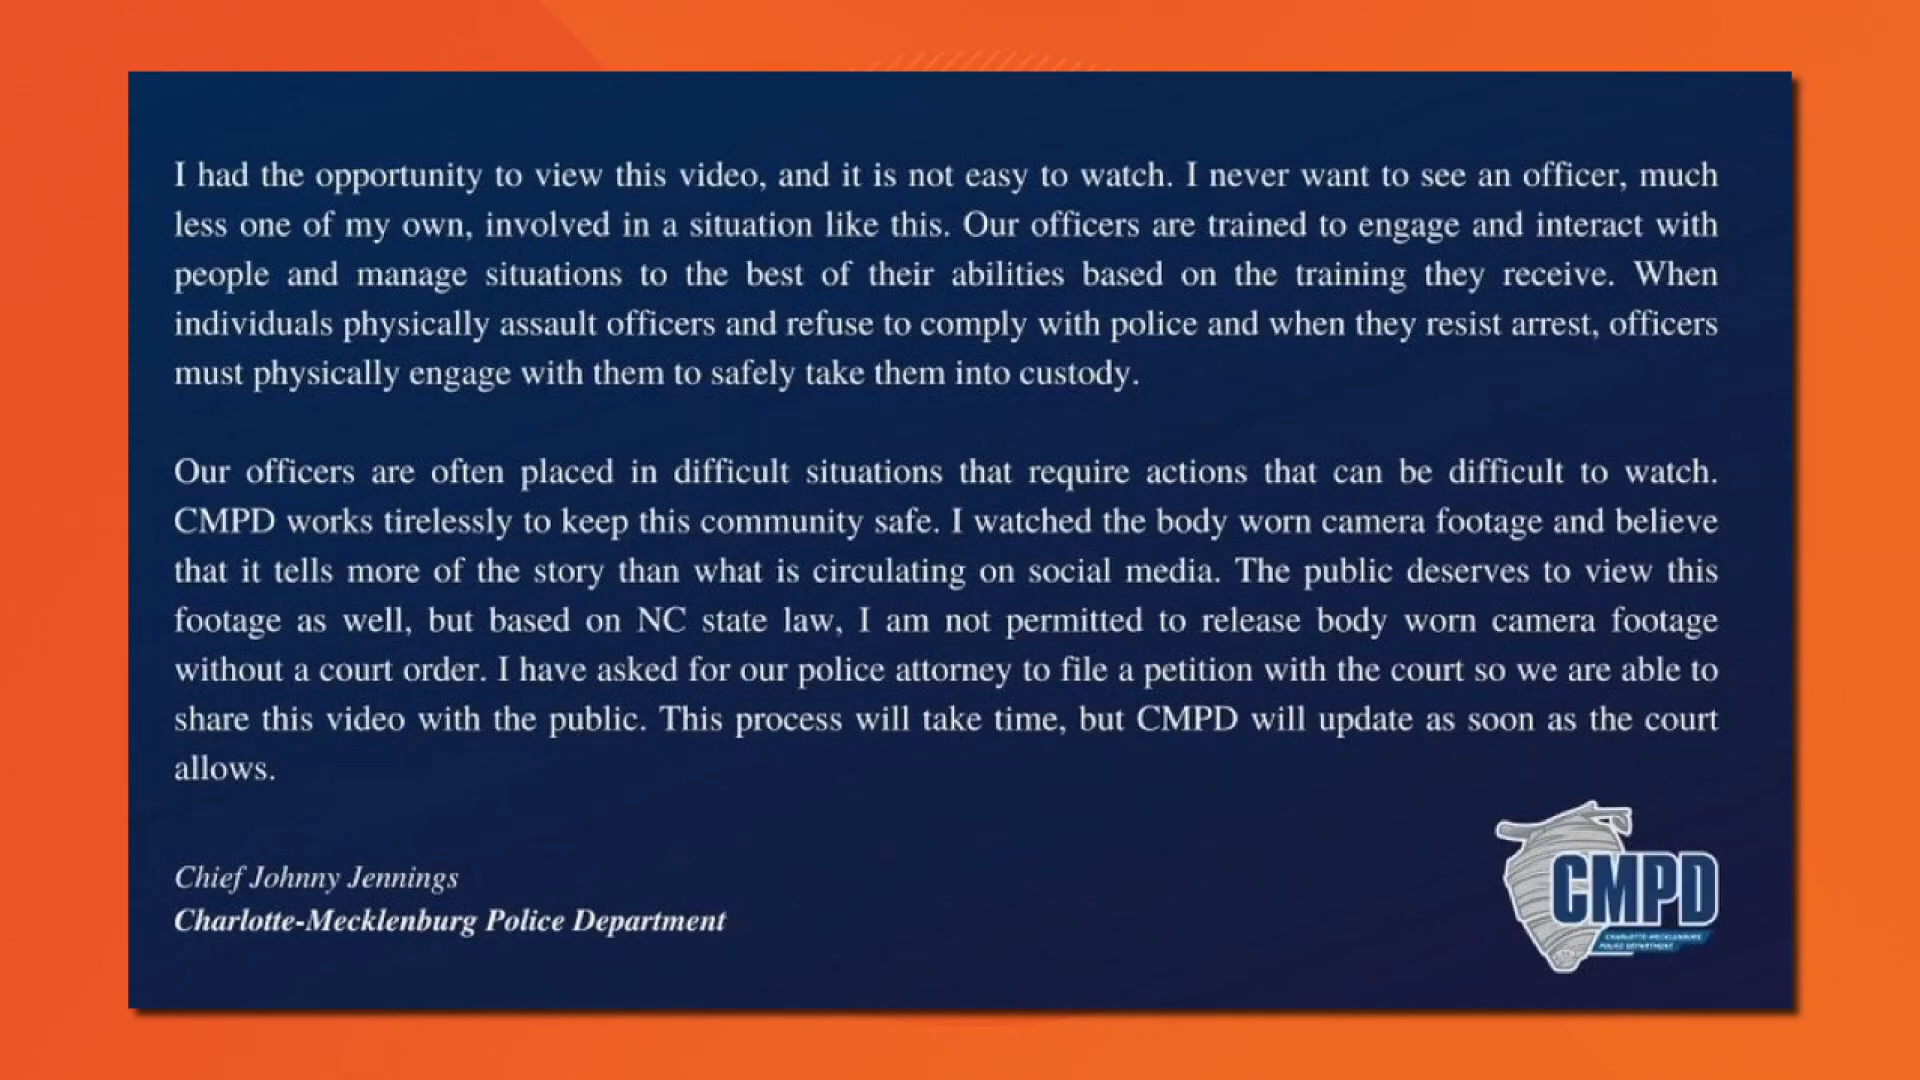 I had the opportunity to view this video, and it is not easy to watch. I never want to see an officer, much
less one of my own, involved in a situation like this. Our officers are trained to engage and interact with
people and manage situations to the best of their abilities based on the training they receive. When
individuals physically assault officers and refuse to comply with police and when they resist arrest, officers
must physically engage with them to safely take them into custody.
Our officers are often placed in difficult situations that require actions that can be difficult to watch.
CMPD works tirelessly to keep this community safe. I watched the body worn camera footage and believe
that it tells more of the story than what is circulating on social media. The public deserves to view this
footage as well, but based on NC state law, I am not permitted to release body worn camera footage
without a court order. I have asked for our police attorney to file a petition with the court so we are able to
share this video with the public. This process will take time, but CMPD will update as soon as the court
allows.
Chief Johnny Jennings
Charlotte-Mecklenburg Police Department
CMPD
CHARLOTTE-MECKLENBURG
POLICE DEPARTMENT